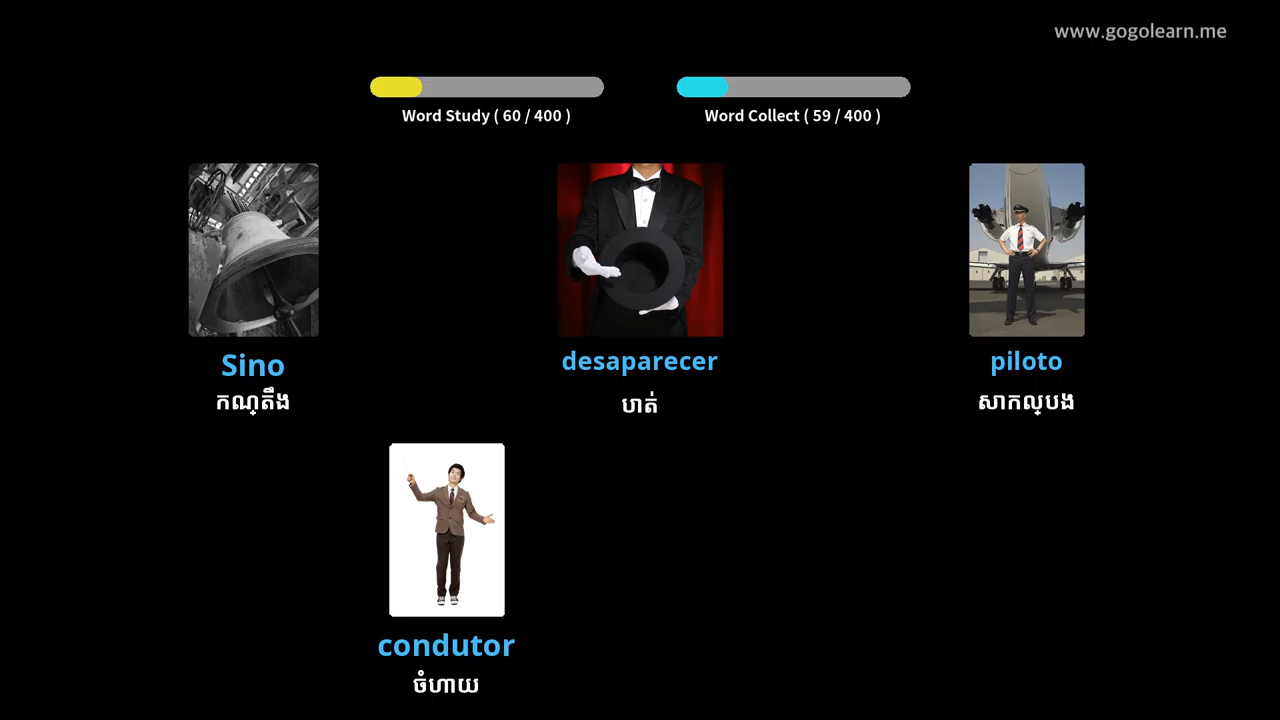 www.gogolearn.me
Word Study ( 60 / 400 )
Word Collect ( 59 / 400 )
Sino
កណ្តឹង
desaparecer
បាត់
piloto
សាកល្បង
condutor
ចំហាយ